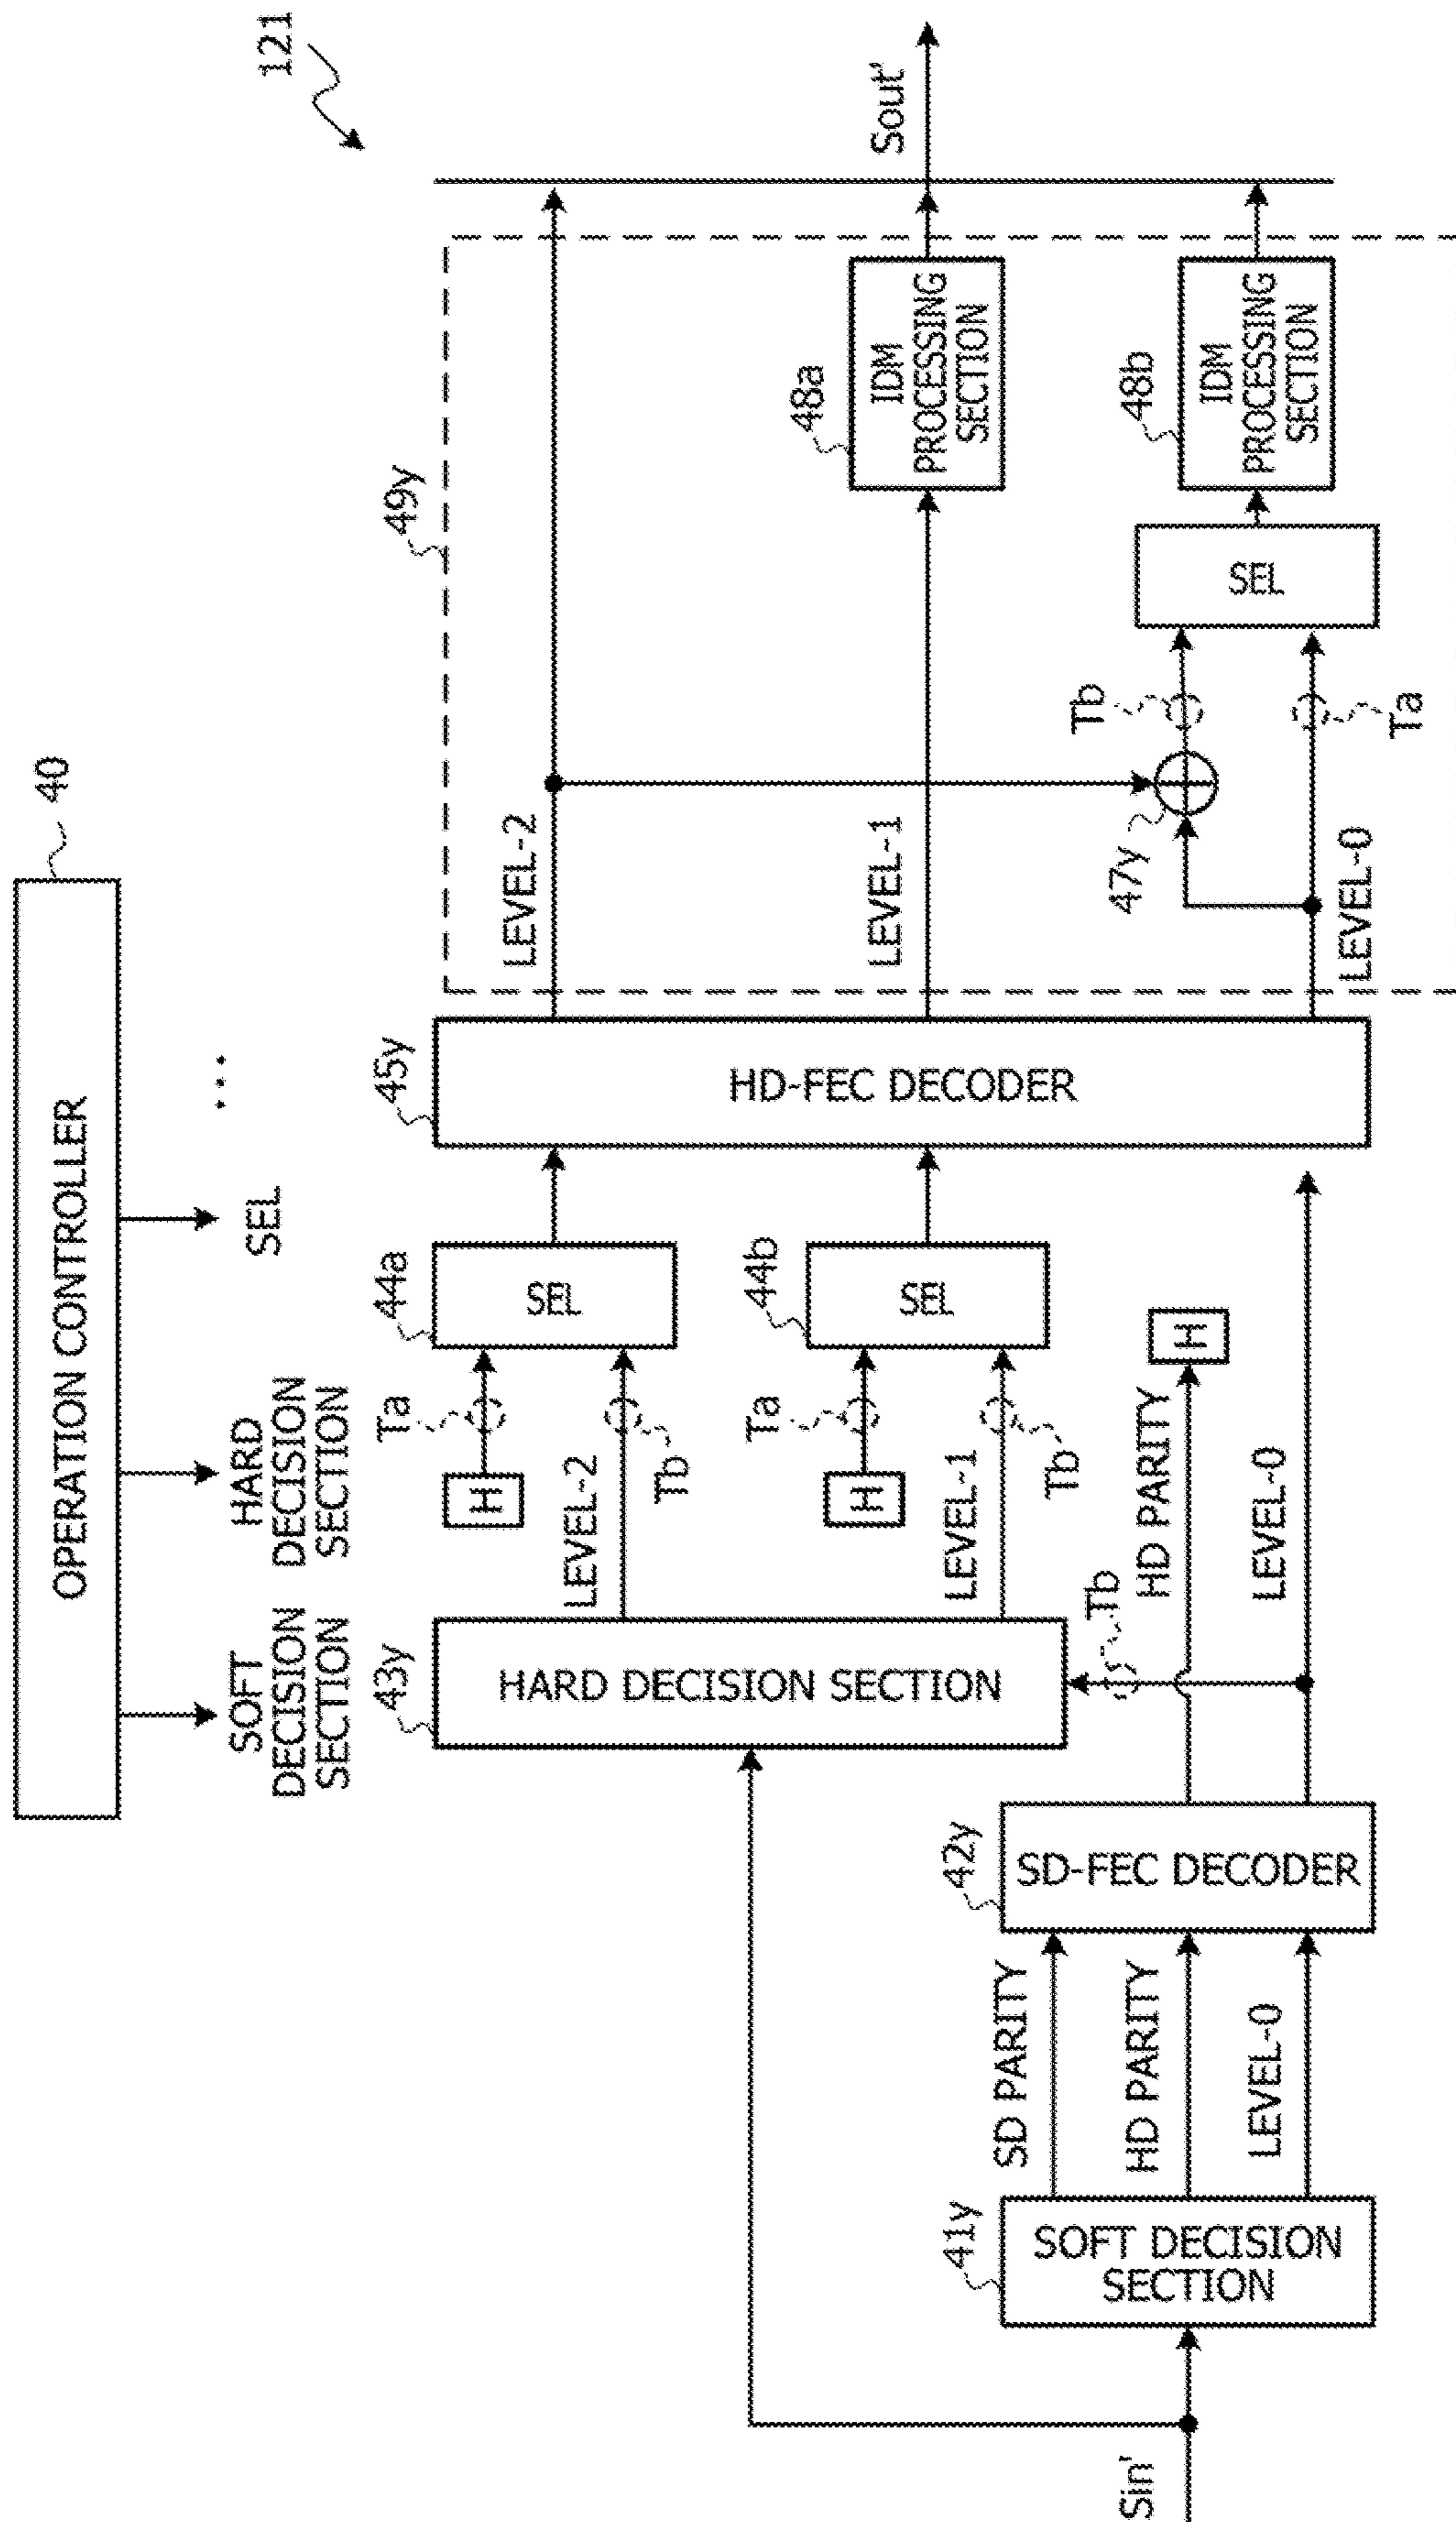 121
OPERATION CONTROLLER
40
SOFT
DECISION
SECTION
HARD
DECISION
SECTION
SEL
...
Sin'
41y
SOFT DECISION
SECTION
SD PARITY
HD PARITY
LEVEL-0
42y
SD-FEC DECODER
HD PARITY
H
LEVEL-0
Tb
43y
HARD DECISION SECTION
LEVEL-2
LEVEL-1
H
Ta
Tb
44a
SEL
H
Ta
Tb
44b
SEL
45y
HD-FEC DECODER
49y
LEVEL-2
LEVEL-1
LEVEL-0
47y
Tb
Ta
SEL
48a
IDM
PROCESSING
SECTION
48b
IDM
PROCESSING
SECTION
Sout'